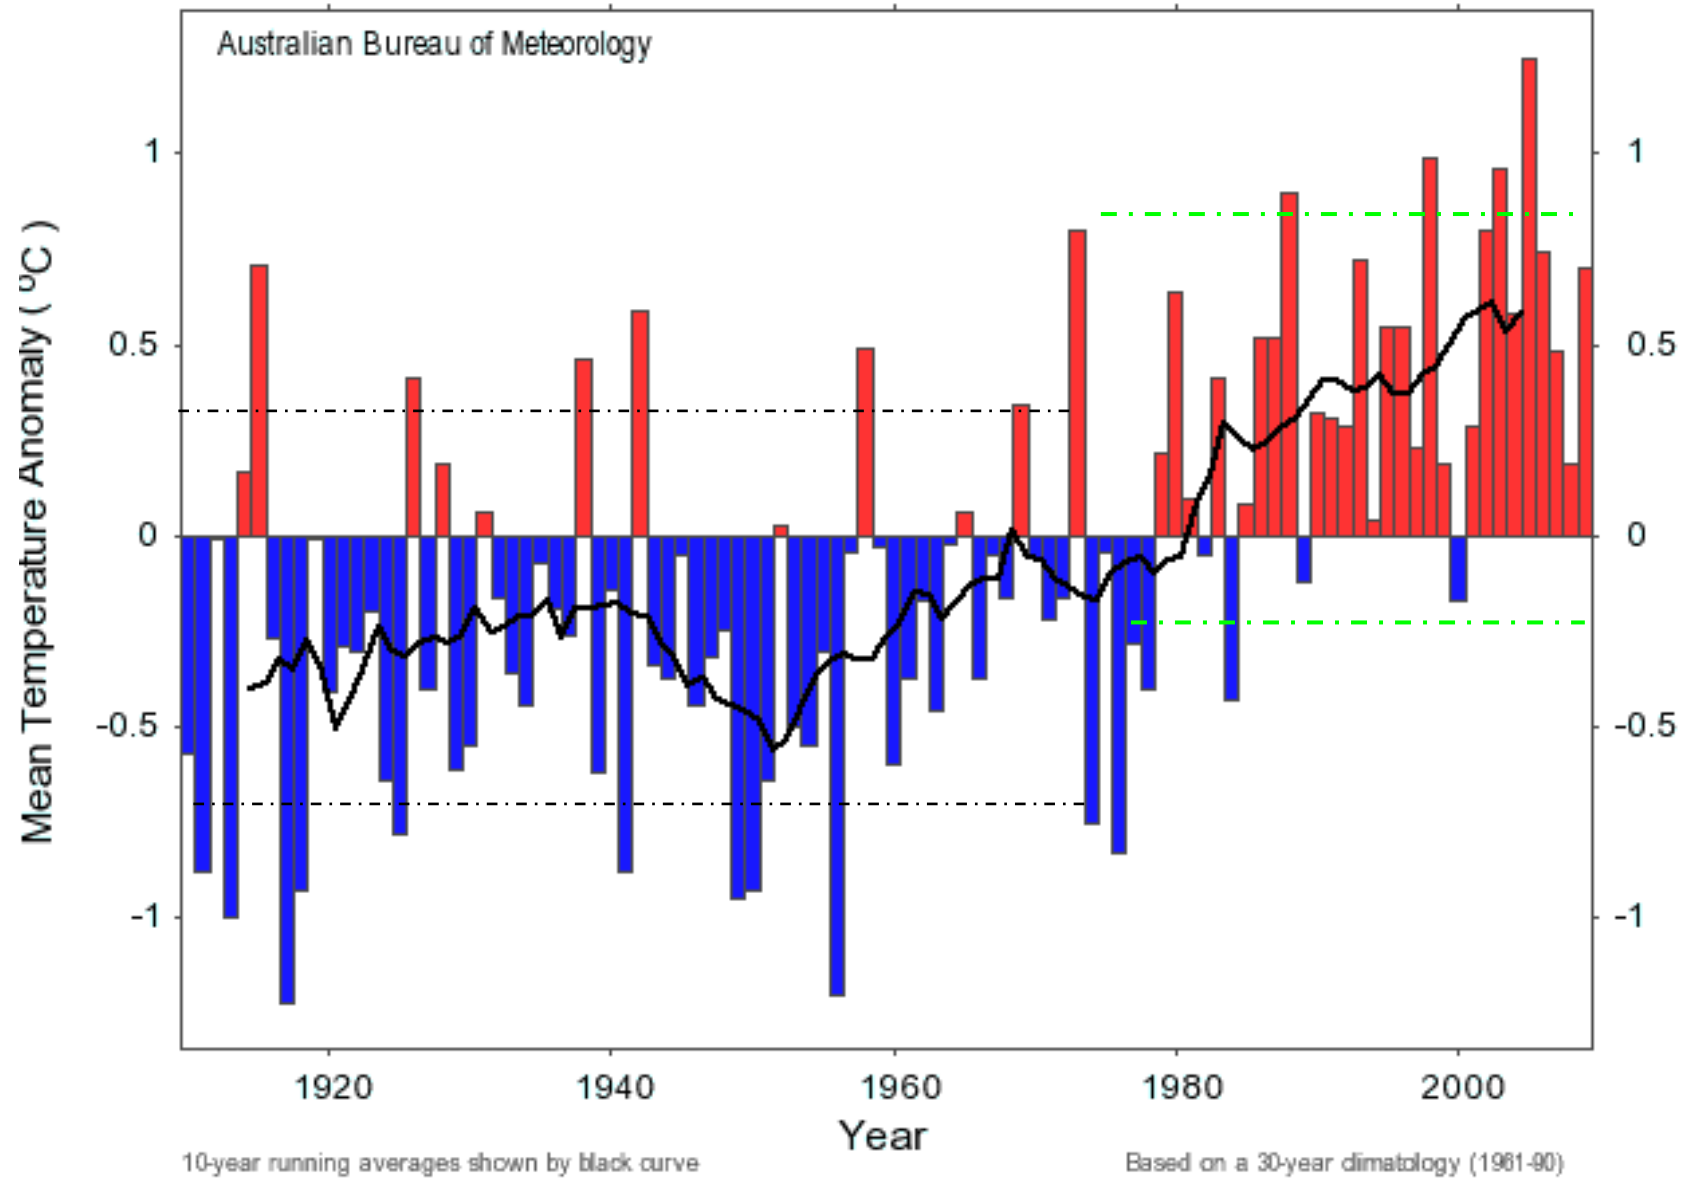 Australian Bureau of Meteorology
Mean Temperature Anomaly ( ºC )
1
0.5
0
-0.5
-1
1
0.5
0
-0.5
-1
1920 1940 1960 1980 2000
Year
10-year running averages shown by black curve
Based on a 30-year climatology (1961-90)